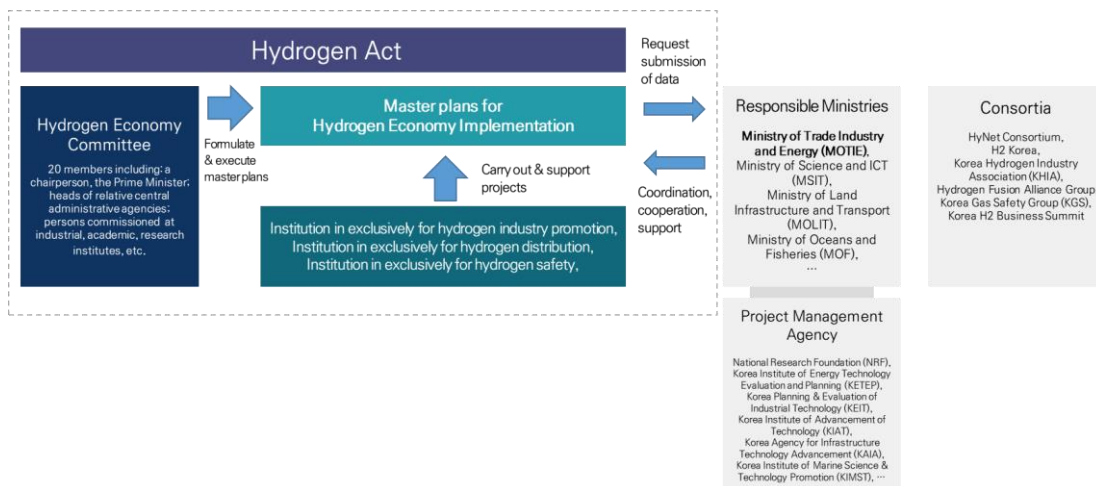 Hydrogen Act
Hydrogen Economy
Committee
20 members including: a
chairperson, the Prime Minister;
heads of relative central
administrative agencies;
persons commissioned at
industrial, academic, research
institutes, etc.
Formulate
& execute
master plans
Master plans for
Hydrogen Economy Implementation
Carry out & support
projects
Institution in exclusively for hydrogen industry promotion,
Institution in exclusively for hydrogen distribution,
Institution in exclusively for hydrogen safety,
Request
submission
of data
Coordination,
cooperation,
support
Responsible Ministries
Ministry of Trade Industry
and Energy (MOTIE),
Ministry of Science and ICT
(MSIT),
Ministry of Land
Infrastructure and Transport
(MOLIT),
Ministry of Oceans and
Fisheries (MOF),
...
Project Management
Agency
National Research Foundation (NRF),
Korea Institute of Energy Technology
Evaluation and Planning (KETEP),
Korea Planning & Evaluation of
Industrial Technology (KEIT),
Korea Institute of Advancement of
Technology (KIAT),
Korea Agency for Infrastructure
Technology Advancement (KAIA),
Korea Institute of Marine Science &
Technology Promotion (KIMST), ...
Consortia
HyNet Consortium,
H2 Korea,
Korea Hydrogen Industry
Association (KHIA),
Hydrogen Fusion Alliance Group
Korea Gas Safety Group (KGS),
Korea H2 Business Summit